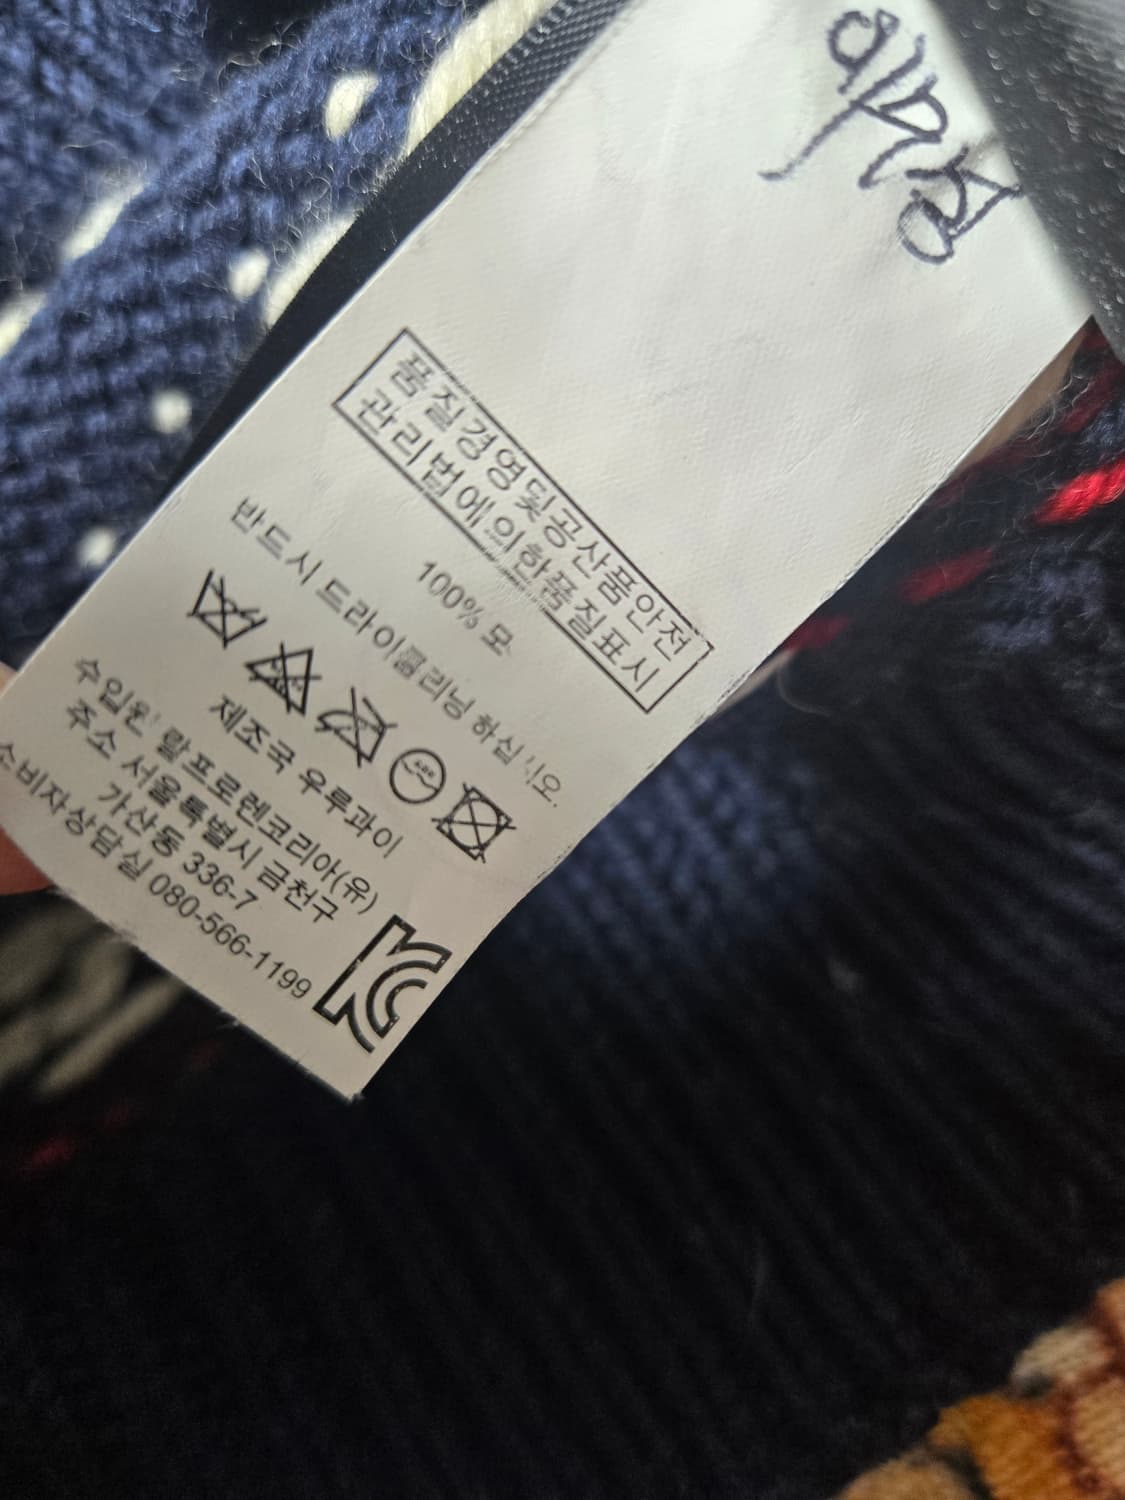 품질경영및공산품안전
관리법에의한품질표시
100% 모
반드시 드라이클리닝 하십시오.
제조국 우루과이
수입원: 랄프로렌코리아(유)
주소 서울특별시 금천구
가산동 336-7
소비자상담실 080-566-1199
KC